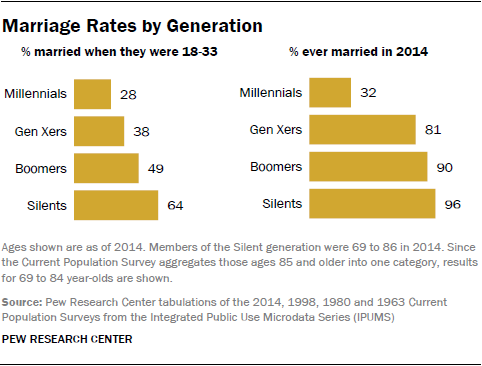 Marriage Rates by Generation
% married when they were 18-33
Millennials 28
Gen Xers 38
Boomers 49
Silents 64
% ever married in 2014
Millennials 32
Gen Xers 81
Boomers 90
Silents 96
Ages shown are as of 2014. Members of the Silent generation were 69 to 86 in 2014. Since
the Current Population Survey aggregates those ages 85 and older into one category, results
for 69 to 84 year-olds are shown.
Source: Pew Research Center tabulations of the 2014, 1998, 1980 and 1963 Current
Population Surveys from the Integrated Public Use Microdata Series (IPUMS)
PEW RESEARCH CENTER